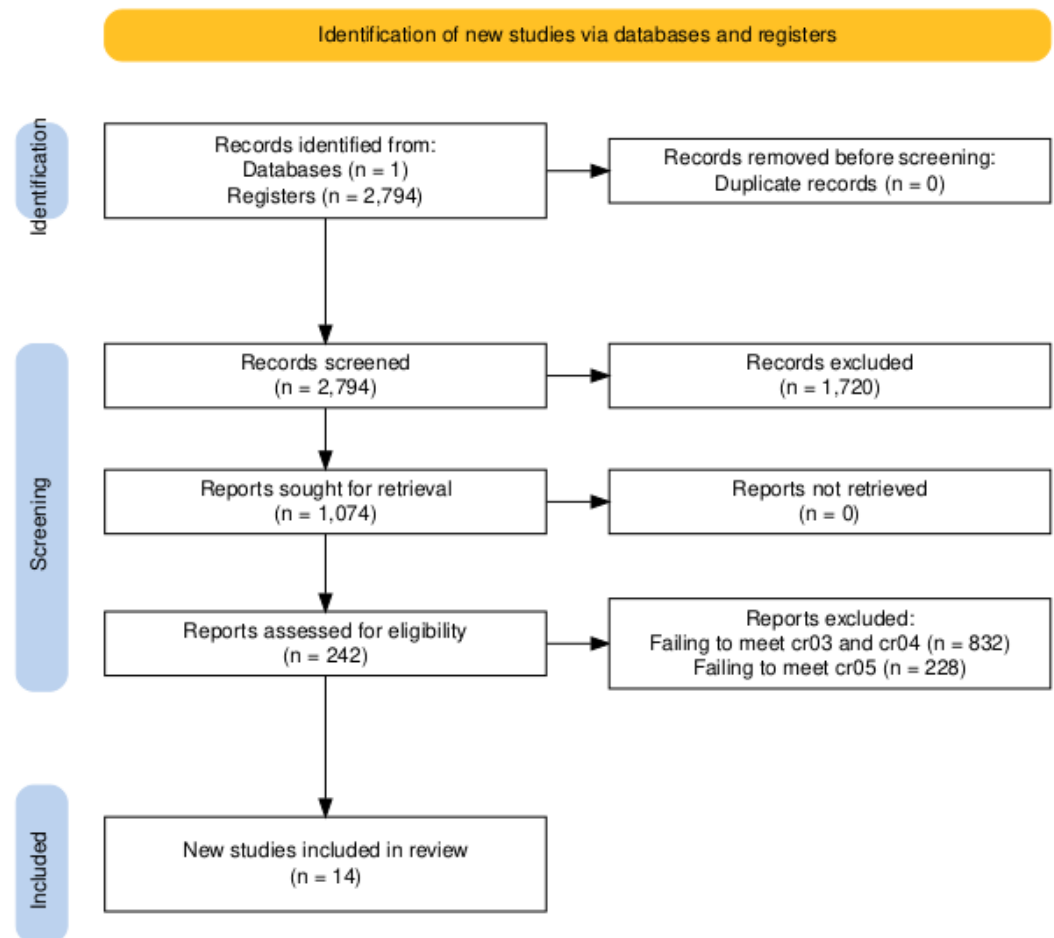 Identification of new studies via databases and registers
Identification
Records identified from:
Databases (n = 1)
Registers (n = 2,794)
Records removed before screening:
Duplicate records (n = 0)
Screening
Records screened
(n = 2,794)
Records excluded
(n = 1,720)
Reports sought for retrieval
(n = 1,074)
Reports not retrieved
(n = 0)
Reports assessed for eligibility
(n = 242)
Reports excluded:
Failing to meet cr03 and cr04 (n = 832)
Failing to meet cr05 (n = 228)
Included
New studies included in review
(n = 14)